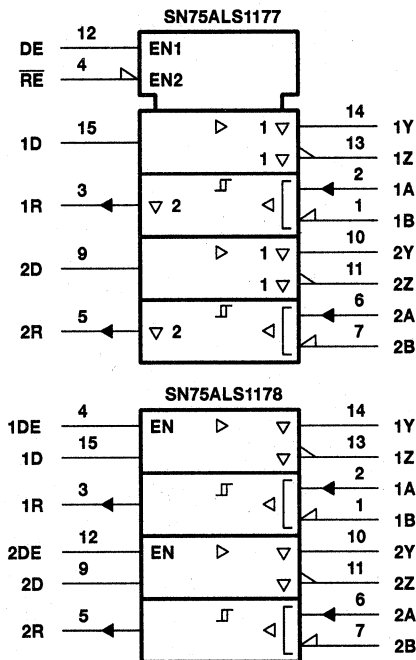 SN75ALS1177
DE 12 EN1
RE 4 EN2
1D 15 1 14 1Y
1 13 1Z
1R 3 2 2 1A
1 1B
2D 9 1 10 2Y
1 11 2Z
2R 5 2 6 2A
7 2B
SN75ALS1178
1DE 4 EN 14 1Y
1D 15 13 1Z
1R 3 2 1A
1 1B
2DE 12 EN 10 2Y
2D 9 11 2Z
2R 5 6 2A
7 2B